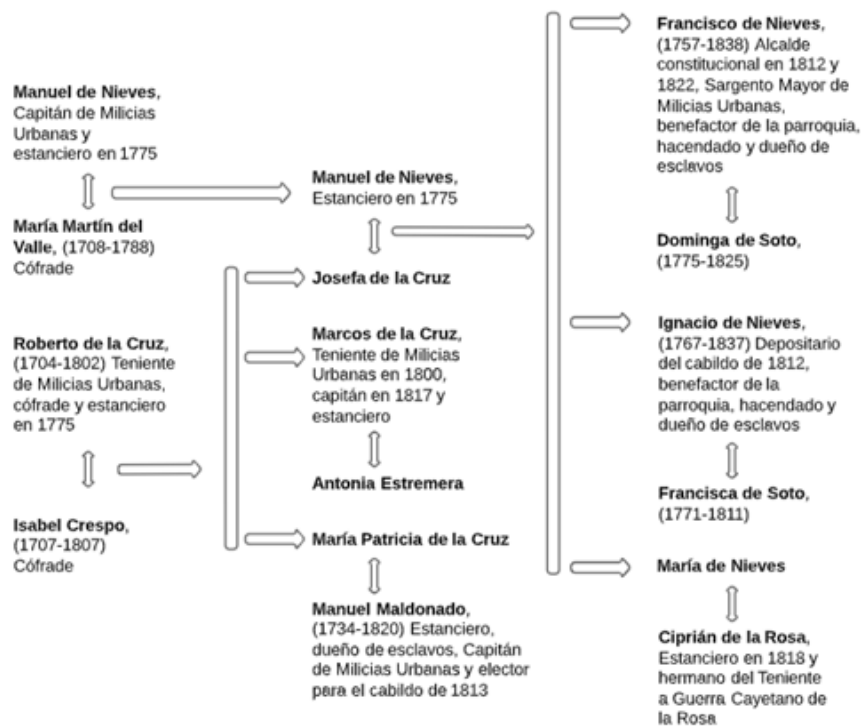 Manuel de Nieves,
Capitán de Milicias
Urbanas y
estanciero en 1775
María Martín del
Valle, (1708-1788)
Cófrade
Roberto de la Cruz,
(1704-1802) Teniente
de Milicias Urbanas,
cófrade y estanciero
en 1775
Isabel Crespo,
(1707-1807)
Cófrade
Manuel de Nieves,
Estanciero en 1775
Josefa de la Cruz
Marcos de la Cruz,
Teniente de Milicias
Urbanas en 1800,
capitán en 1817 y
estanciero
Antonia Estremera
María Patricia de la Cruz
Manuel Maldonado,
(1734-1820) Estanciero,
dueño de esclavos, Capitán
de Milicias Urbanas y elector
para el cabildo de 1813
Francisco de Nieves,
(1757-1838) Alcalde
constitucional en 1812 y
1822, Sargento Mayor de
Milicias Urbanas,
benefactor de la parroquia,
hacendado y dueño de
esclavos
Dominga de Soto,
(1775-1825)
Ignacio de Nieves,
(1767-1837) Depositario
del cabildo de 1812,
benefactor de la
parroquia, hacendado y
dueño de esclavos
Francisca de Soto,
(1771-1811)
María de Nieves
Ciprián de la Rosa,
Estanciero en 1818 y
hermano del Teniente
a Guerra Cayetano de
la Rosa